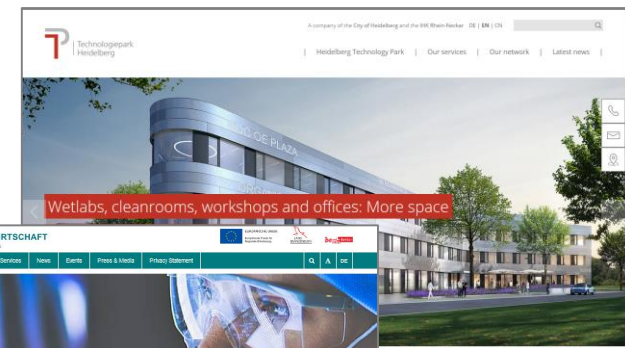 A company of the City of Heidelberg and the IHK Rhein-Neckar DE | EN | CN
Technologiepark
Heidelberg
| Heidelberg Technology Park | Our services | Our network | Latest news |
Wetlabs, cleanrooms, workshops and offices: More space
RTSCHAFT
EUROPÄISCHE UNION
Services News Events Press & Media Privacy Statement A DE